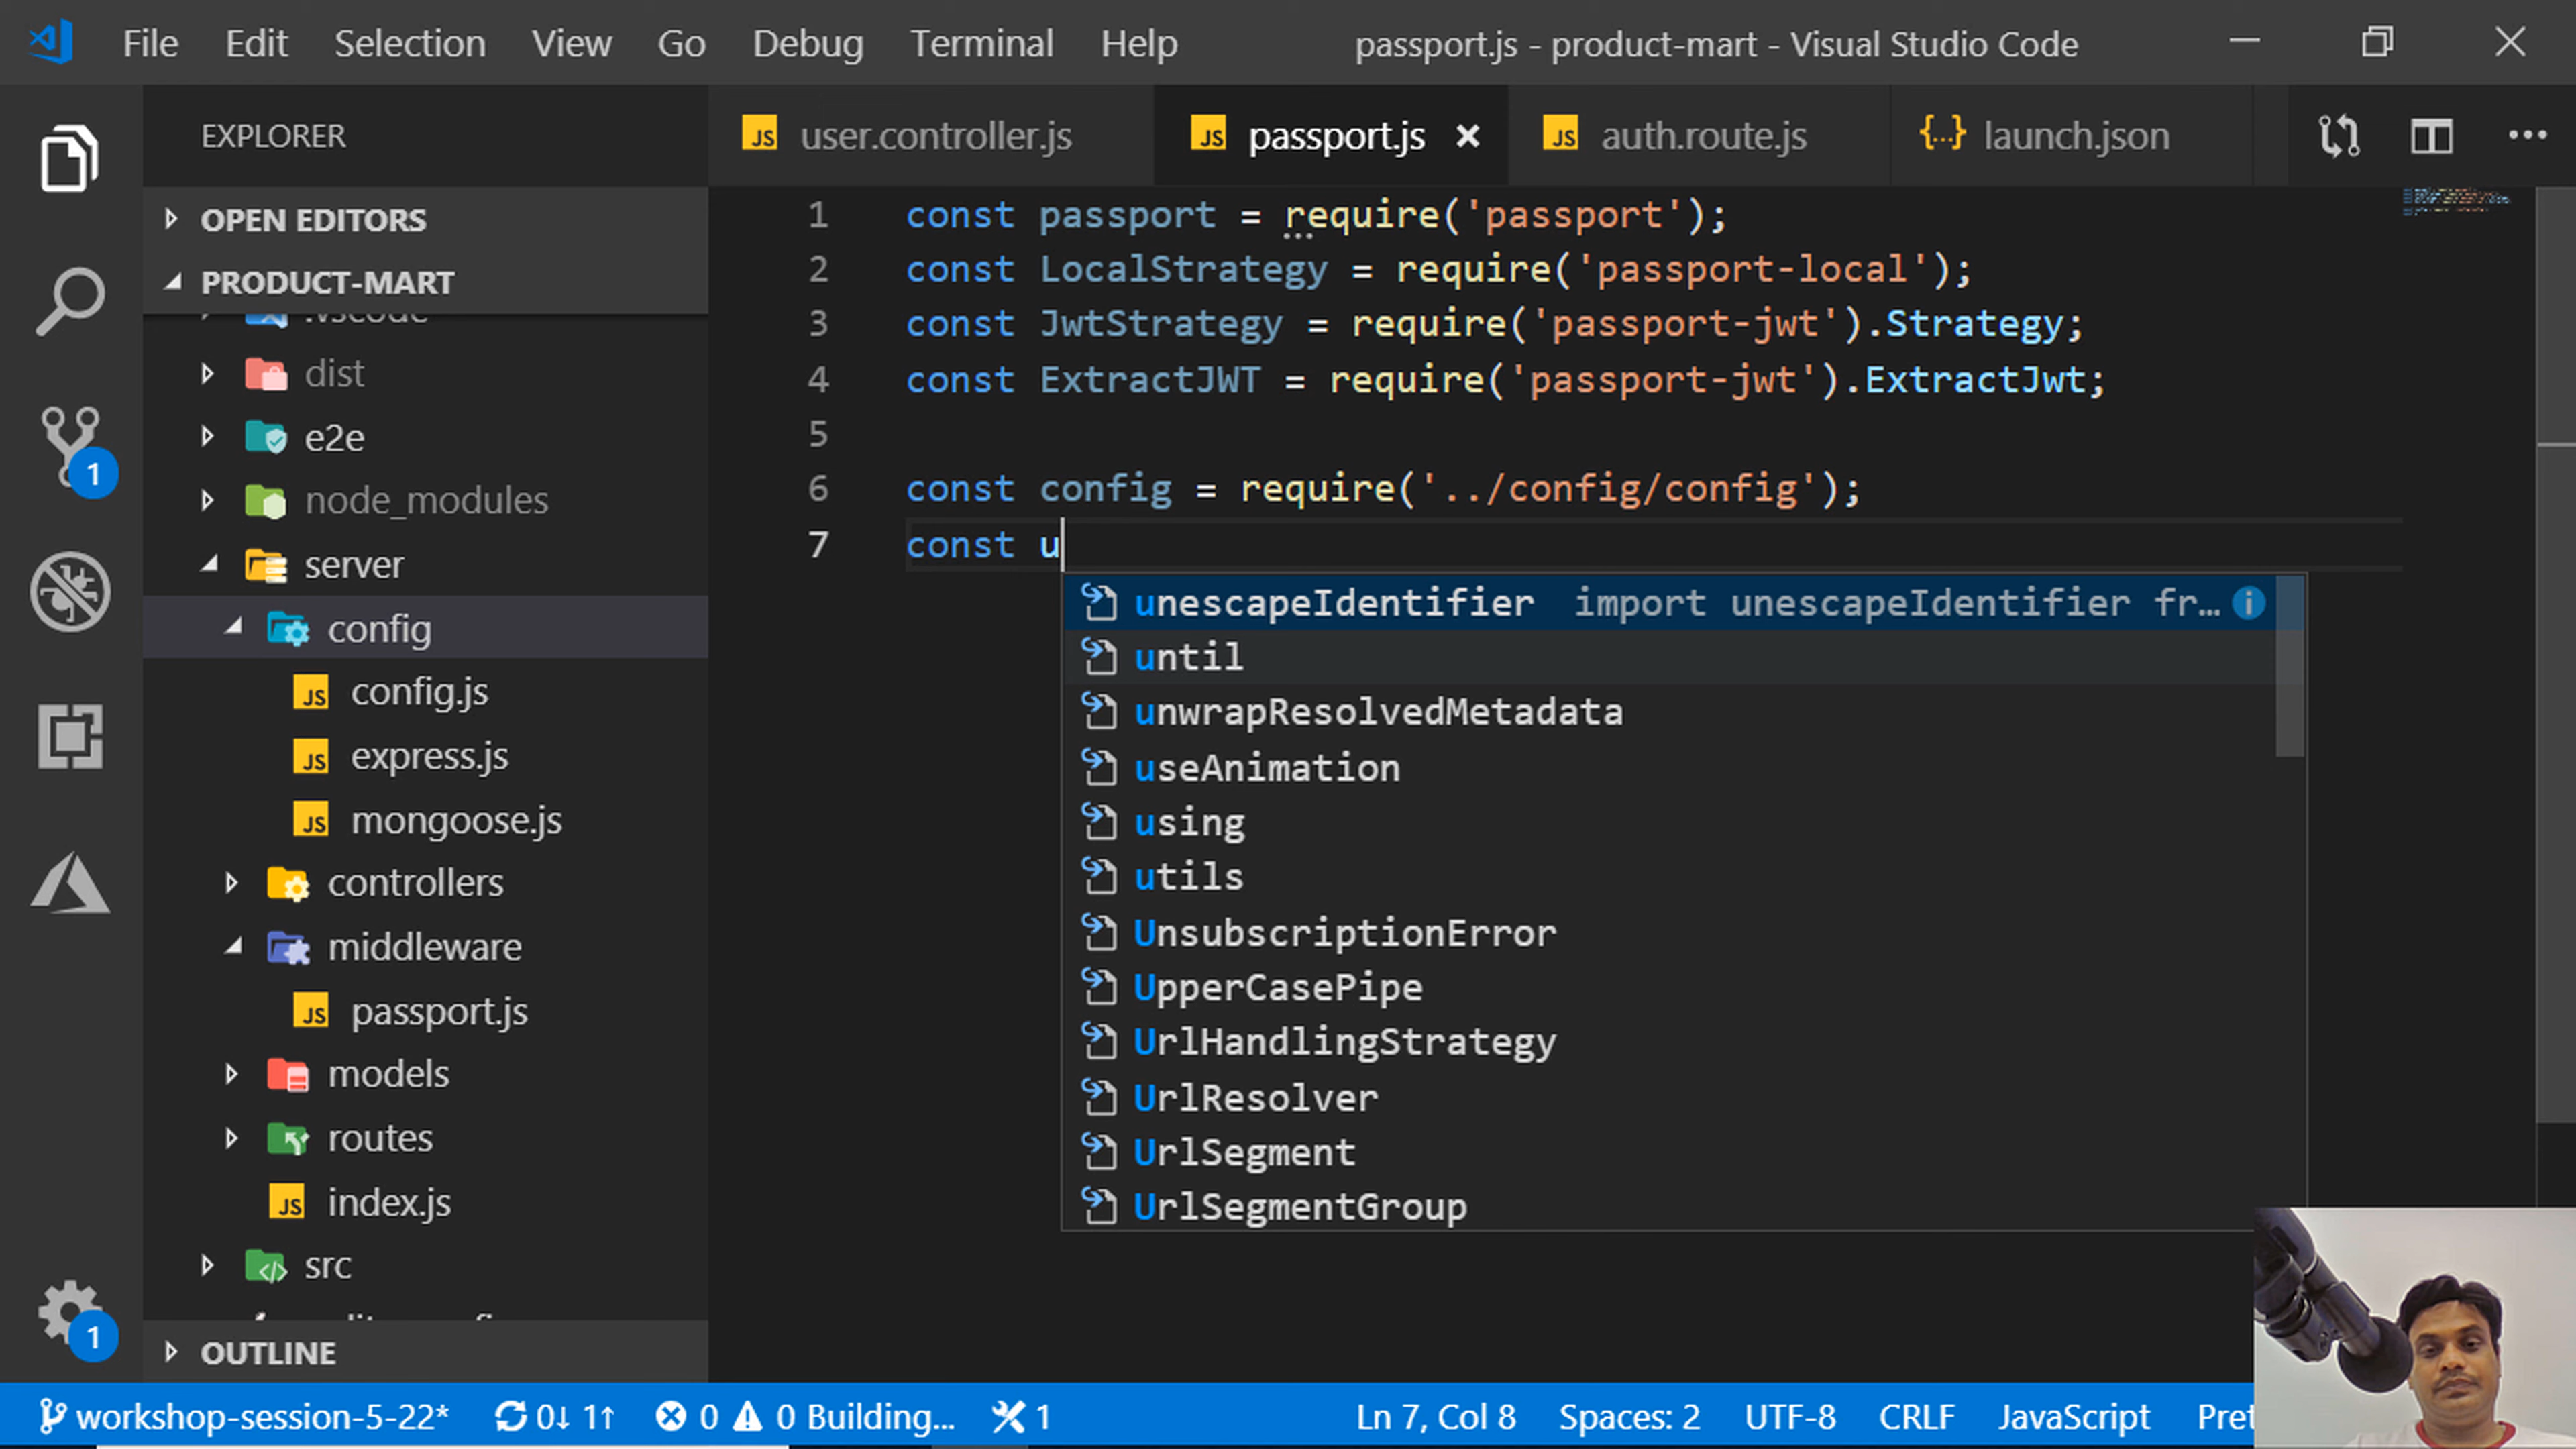 File Edit Selection View Go Debug Terminal Help passport.js - product-mart - Visual Studio Code
EXPLORER
user.controller.js passport.js auth.route.js launch.json
OPEN EDITORS
PRODUCT-MART
.vscode
dist
e2e
node_modules
server
config
config.js
express.js
mongoose.js
controllers
middleware
passport.js
models
routes
index.js
src
OUTLINE
1 const passport = require('passport');
2 const LocalStrategy = require('passport-local');
3 const JwtStrategy = require('passport-jwt').Strategy;
4 const ExtractJWT = require('passport-jwt').ExtractJwt;
5
6 const config = require('../config/config');
7 const u
unescapeIdentifier import unescapeIdentifier fr…
until
unwrapResolvedMetadata
useAnimation
using
utils
UnsubscriptionError
UpperCasePipe
UrlHandlingStrategy
UrlResolver
UrlSegment
UrlSegmentGroup
1
1
workshop-session-5-22* 0↓ 1↑ 0 0 Building... 1 Ln 7, Col 8 Spaces: 2 UTF-8 CRLF JavaScript Pret